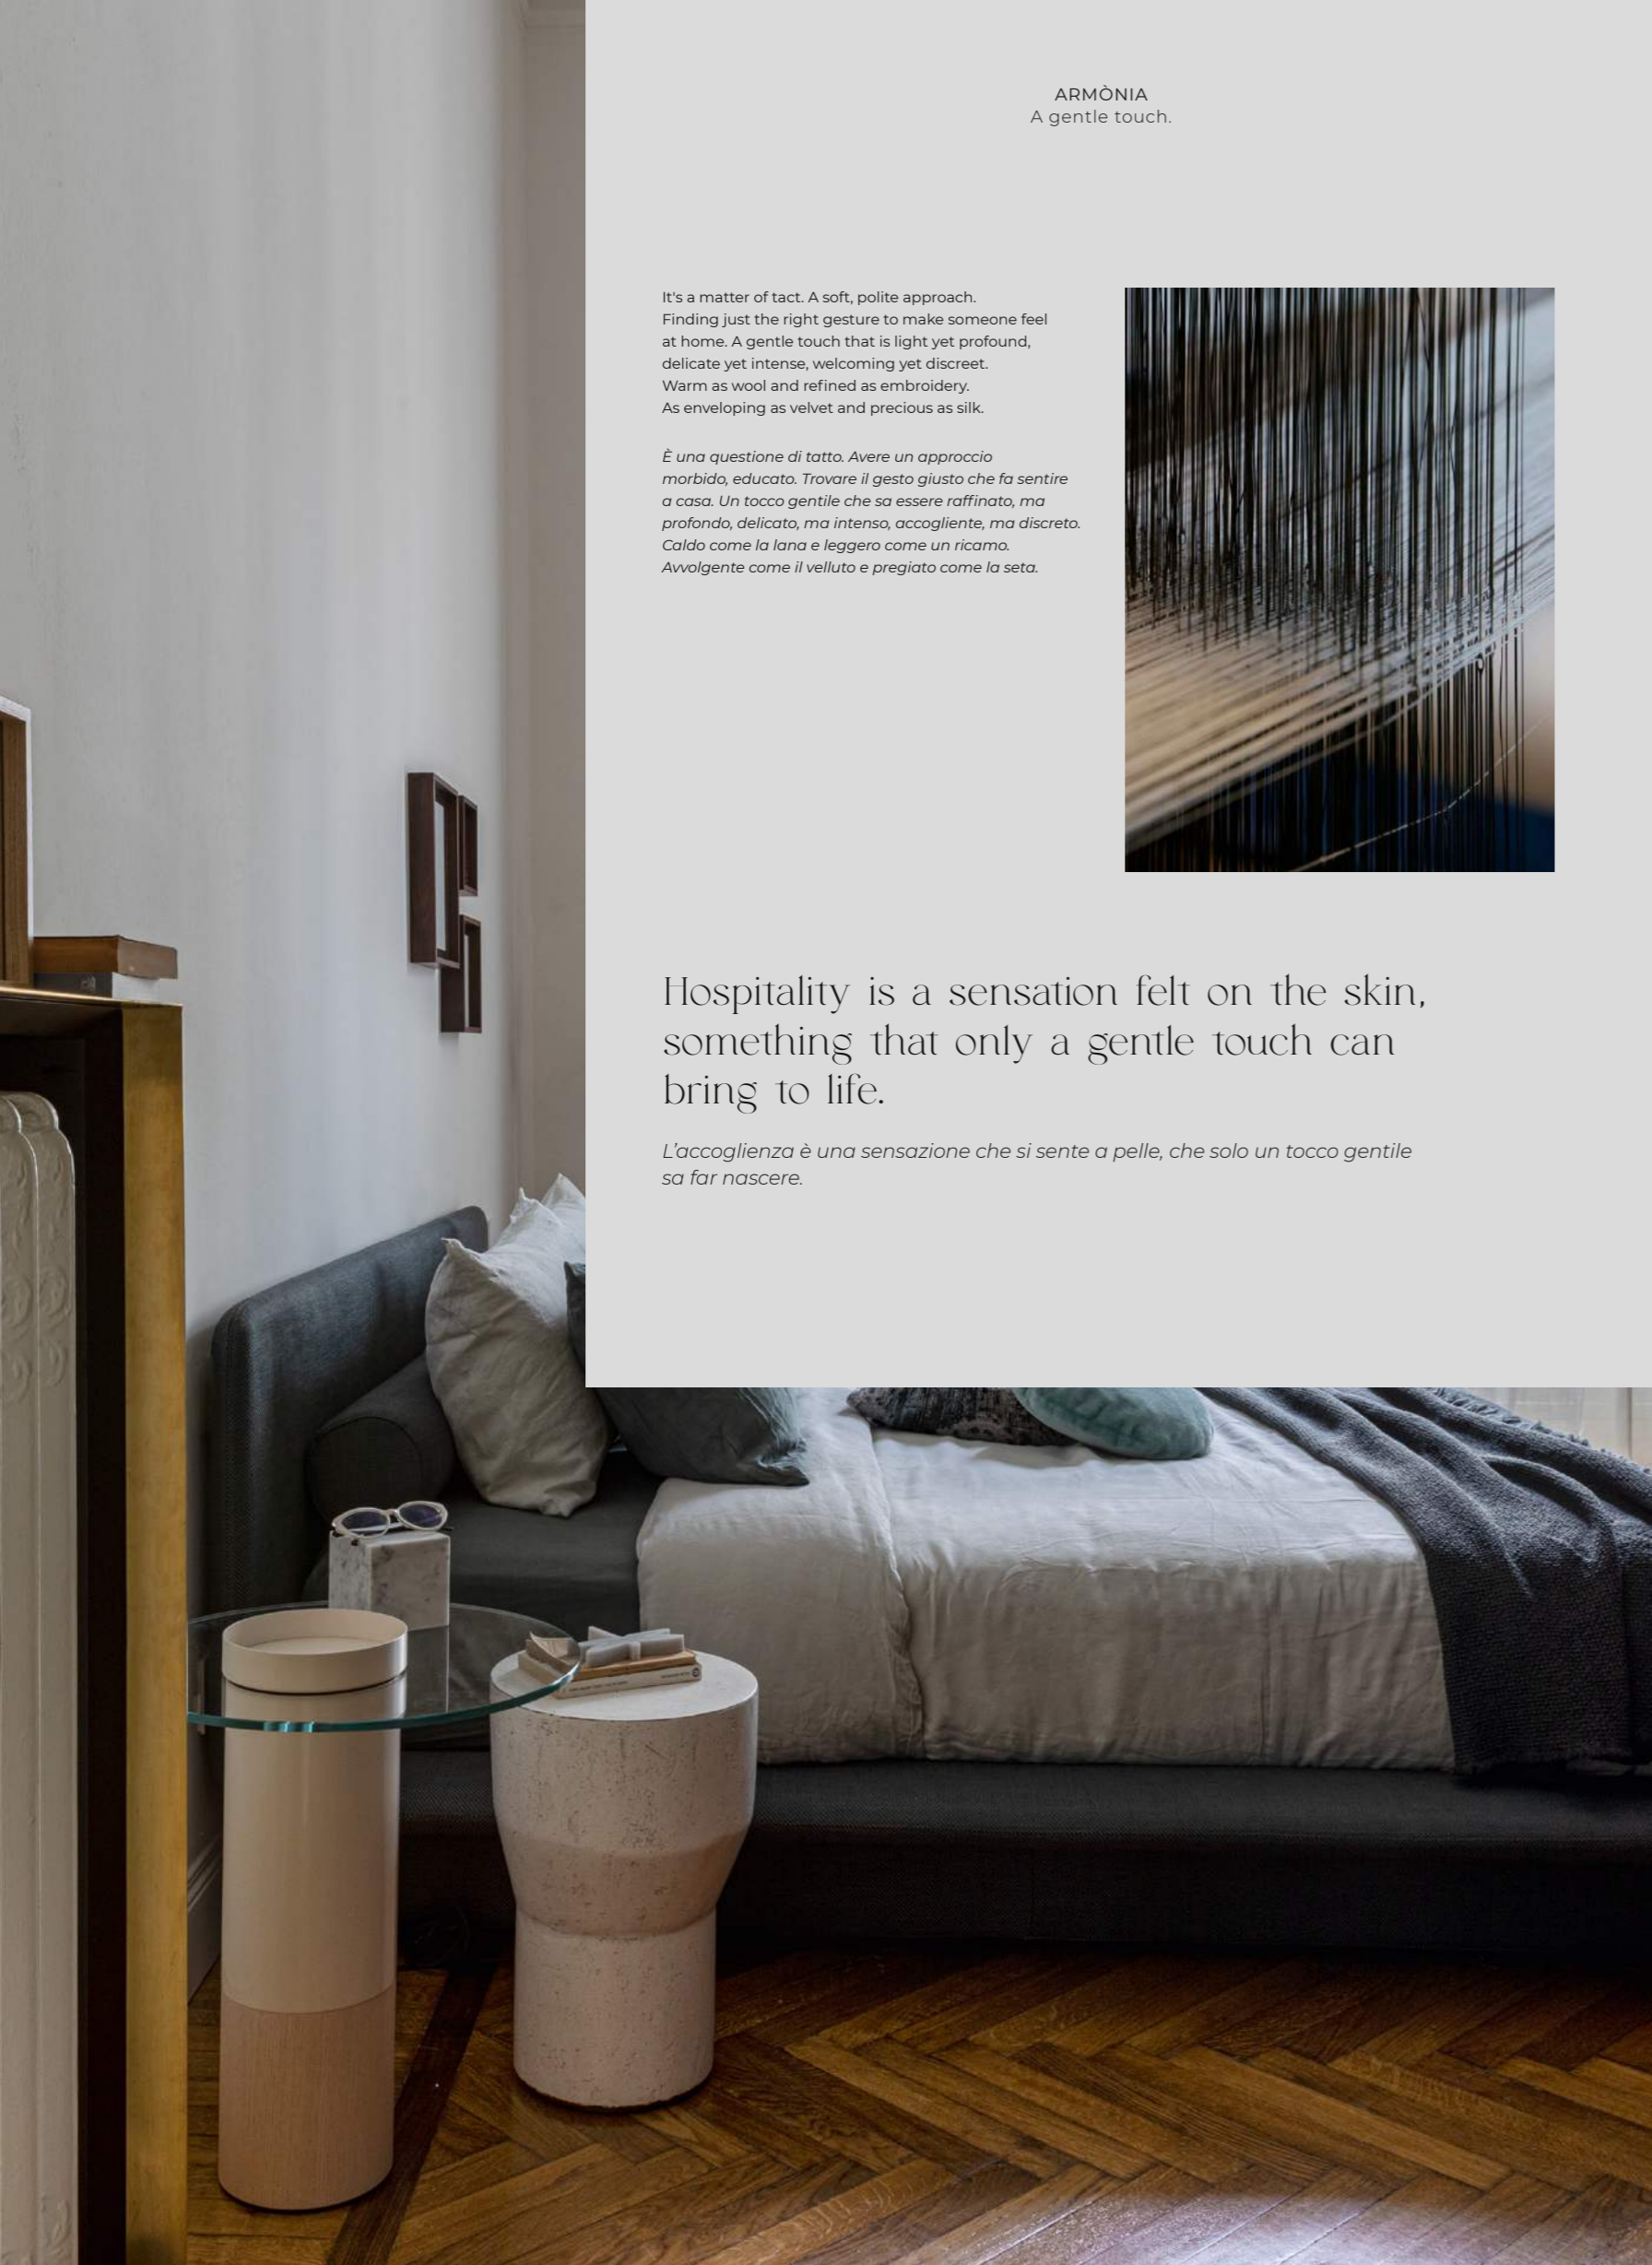 ARMÒNIA
A gentle touch.
It's a matter of tact. A soft, polite approach.
Finding just the right gesture to make someone feel
at home. A gentle touch that is light yet profound,
delicate yet intense, welcoming yet discreet.
Warm as wool and refined as embroidery.
As enveloping as velvet and precious as silk.
È una questione di tatto. Avere un approccio
morbido, educato. Trovare il gesto giusto che fa sentire
a casa. Un tocco gentile che sa essere raffinato, ma
profondo, delicato, ma intenso, accogliente, ma discreto.
Caldo come la lana e leggero come un ricamo.
Avvolgente come il velluto e pregiato come la seta.
Hospitality is a sensation felt on the skin,
something that only a gentle touch can
bring to life.
L'accoglienza è una sensazione che si sente a pelle, che solo un tocco gentile
sa far nascere.